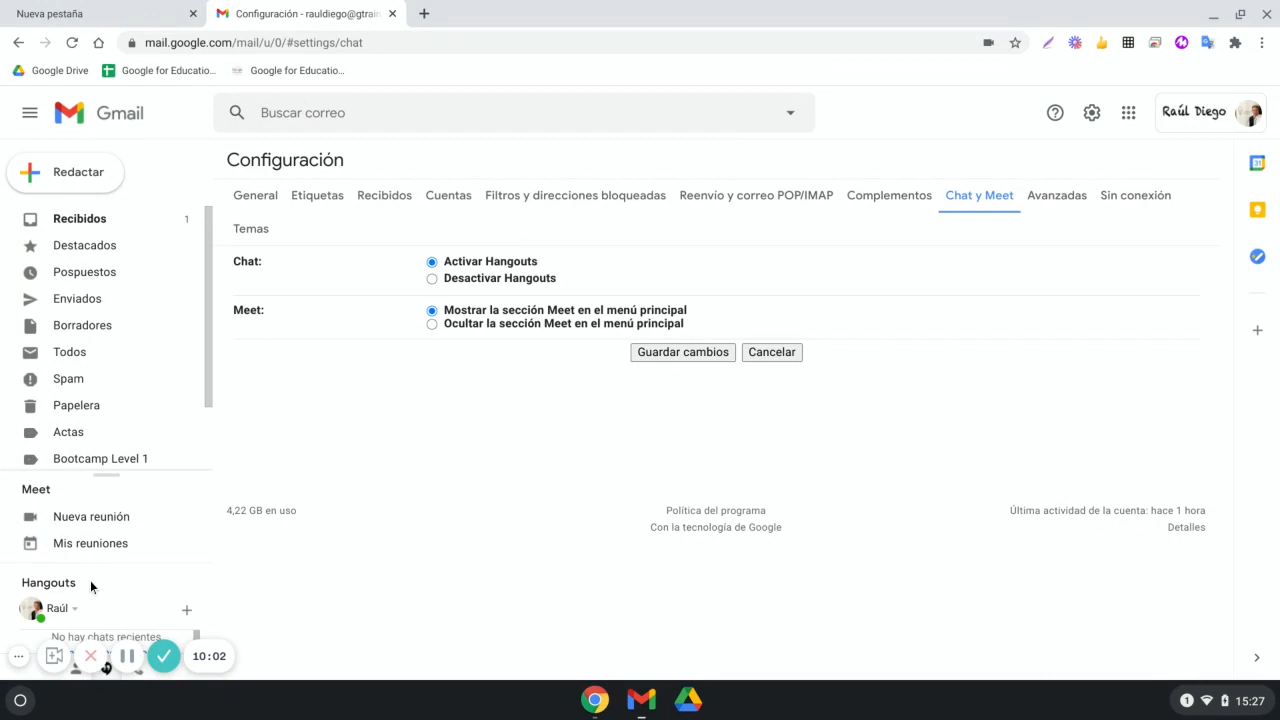 Nueva pestaña
Configuración - rauldiego@gtrain
mail.google.com/mail/u/0/#settings/chat
Google Drive
Google for Educatio...
Google for Educatio...
Gmail
Buscar correo
Raúl Diego
Redactar
Configuración
General Etiquetas Recibidos Cuentas Filtros y direcciones bloqueadas Reenvío y correo POP/IMAP Complementos Chat y Meet Avanzadas Sin conexión
Temas
Recibidos 1
Destacados
Pospuestos
Enviados
Borradores
Todos
Spam
Papelera
Actas
Bootcamp Level 1
Chat:
Activar Hangouts
Desactivar Hangouts
Meet:
Mostrar la sección Meet en el menú principal
Ocultar la sección Meet en el menú principal
Guardar cambios
Cancelar
4,22 GB en uso
Política del programa
Con la tecnología de Google
Última actividad de la cuenta: hace 1 hora
Detalles
Meet
Nueva reunión
Mis reuniones
Hangouts
Raúl
No hay chats recientes
10:02
31
1
15:27